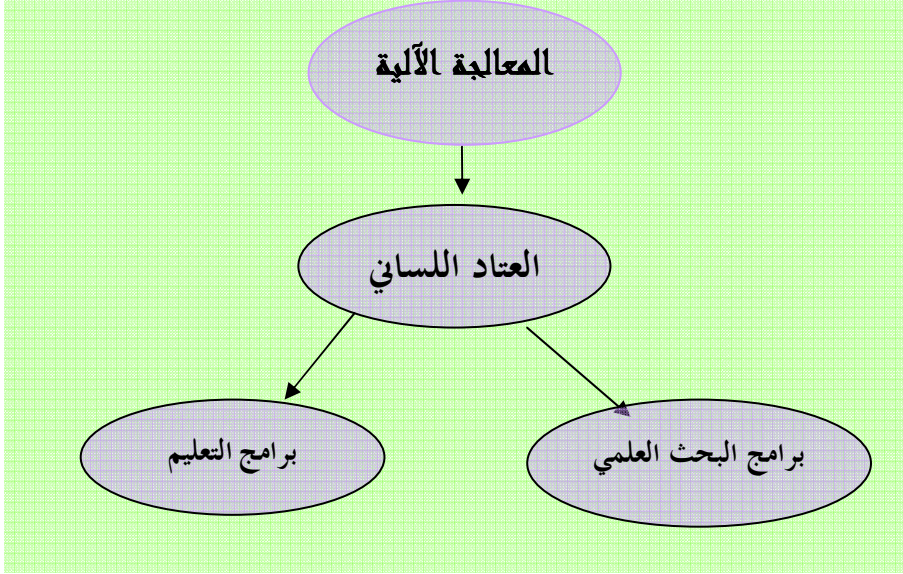 المعالجة الآلية
العتاد اللساني
برامج البحث العلمي
برامج التعليم